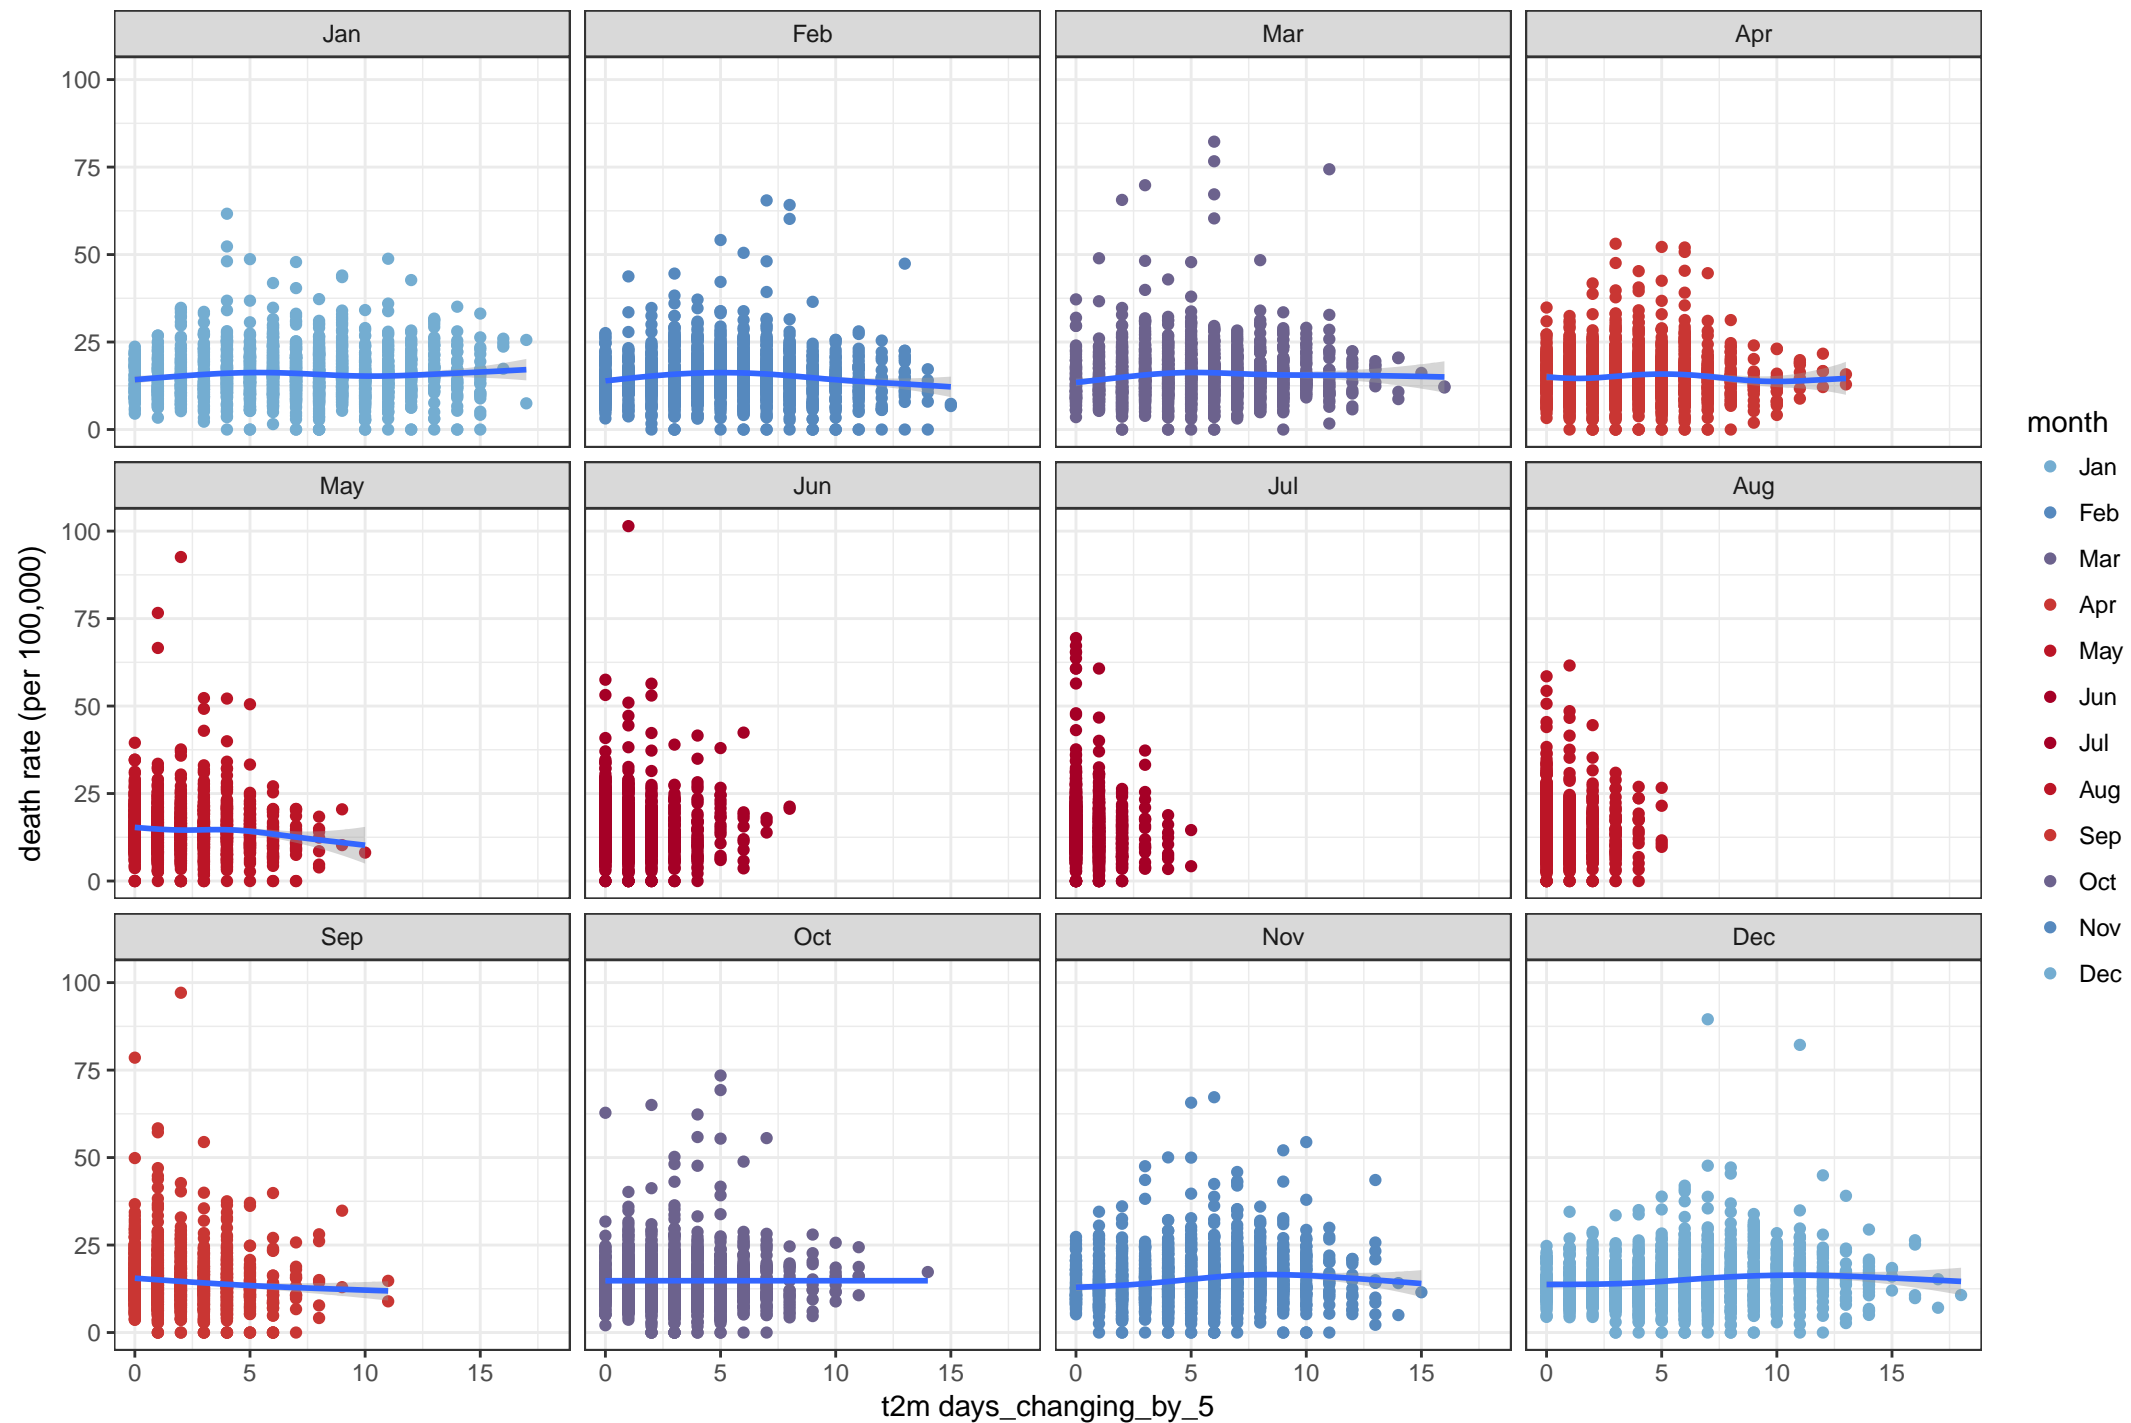 Jan Feb Mar Apr
100
75
50
25
0
May Jun Jul Aug
100
75
50
25
0
Sep Oct Nov Dec
100
75
50
25
0
0 5 10 15 0 5 10 15 0 5 10 15 0 5 10 15
t2m days_changing_by_5
death rate (per 100,000)
month
Jan
Feb
Mar
Apr
May
Jun
Jul
Aug
Sep
Oct
Nov
Dec